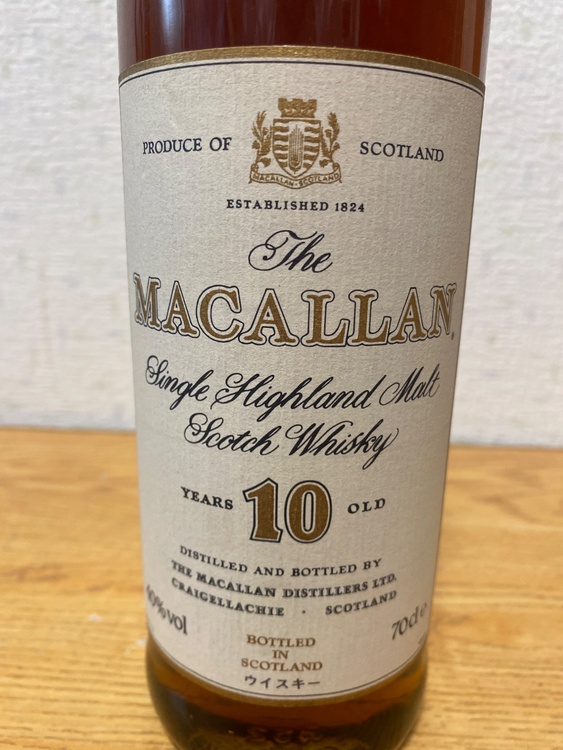 PRODUCE OF SCOTLAND
MACALLAN-SCOTLAND
ESTABLISHED 1824
The
MACALLAN.
Single Highland Malt
Scotch Whisky
YEARS 10 OLD
DISTILLED AND BOTTLED BY
THE MACALLAN DISTILLERS LTD.
CRAIGELLACHIE · SCOTLAND
40%vol 70cl e
BOTTLED
IN
SCOTLAND
ウイスキー